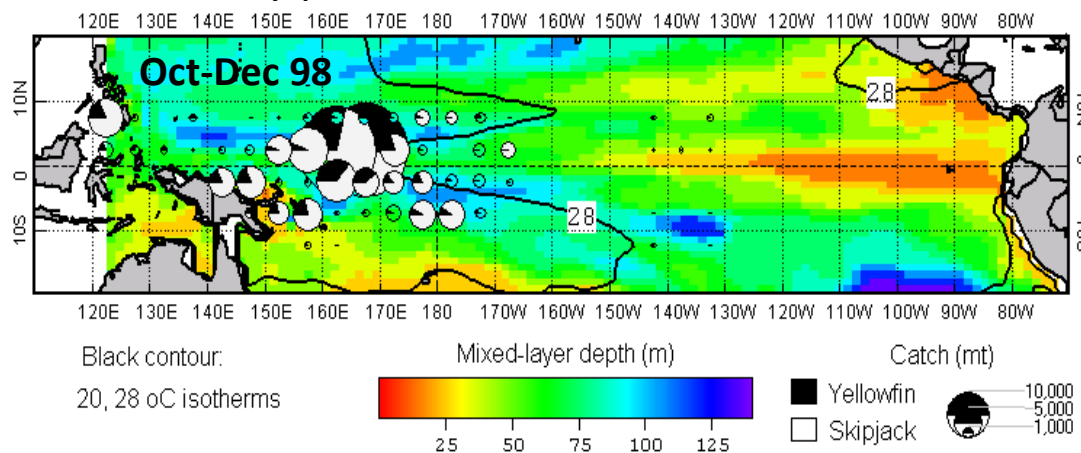 120E 130E 140E 150E 160E 170E 180 170W 160W 150W 140W 130W 120W 110W 100W 90W 80W
Oct-Dec 98
28
10N
0
28
10S
120E 130E 140E 150E 160E 170E 180 170W 160W 150W 140W 130W 120W 110W 100W 90W 80W
Black contour:
20, 28 oC isotherms
Mixed-layer depth (m)
25 50 75 100 125
Catch (mt)
Yellowfin
Skipjack
10,000
5,000
1,000